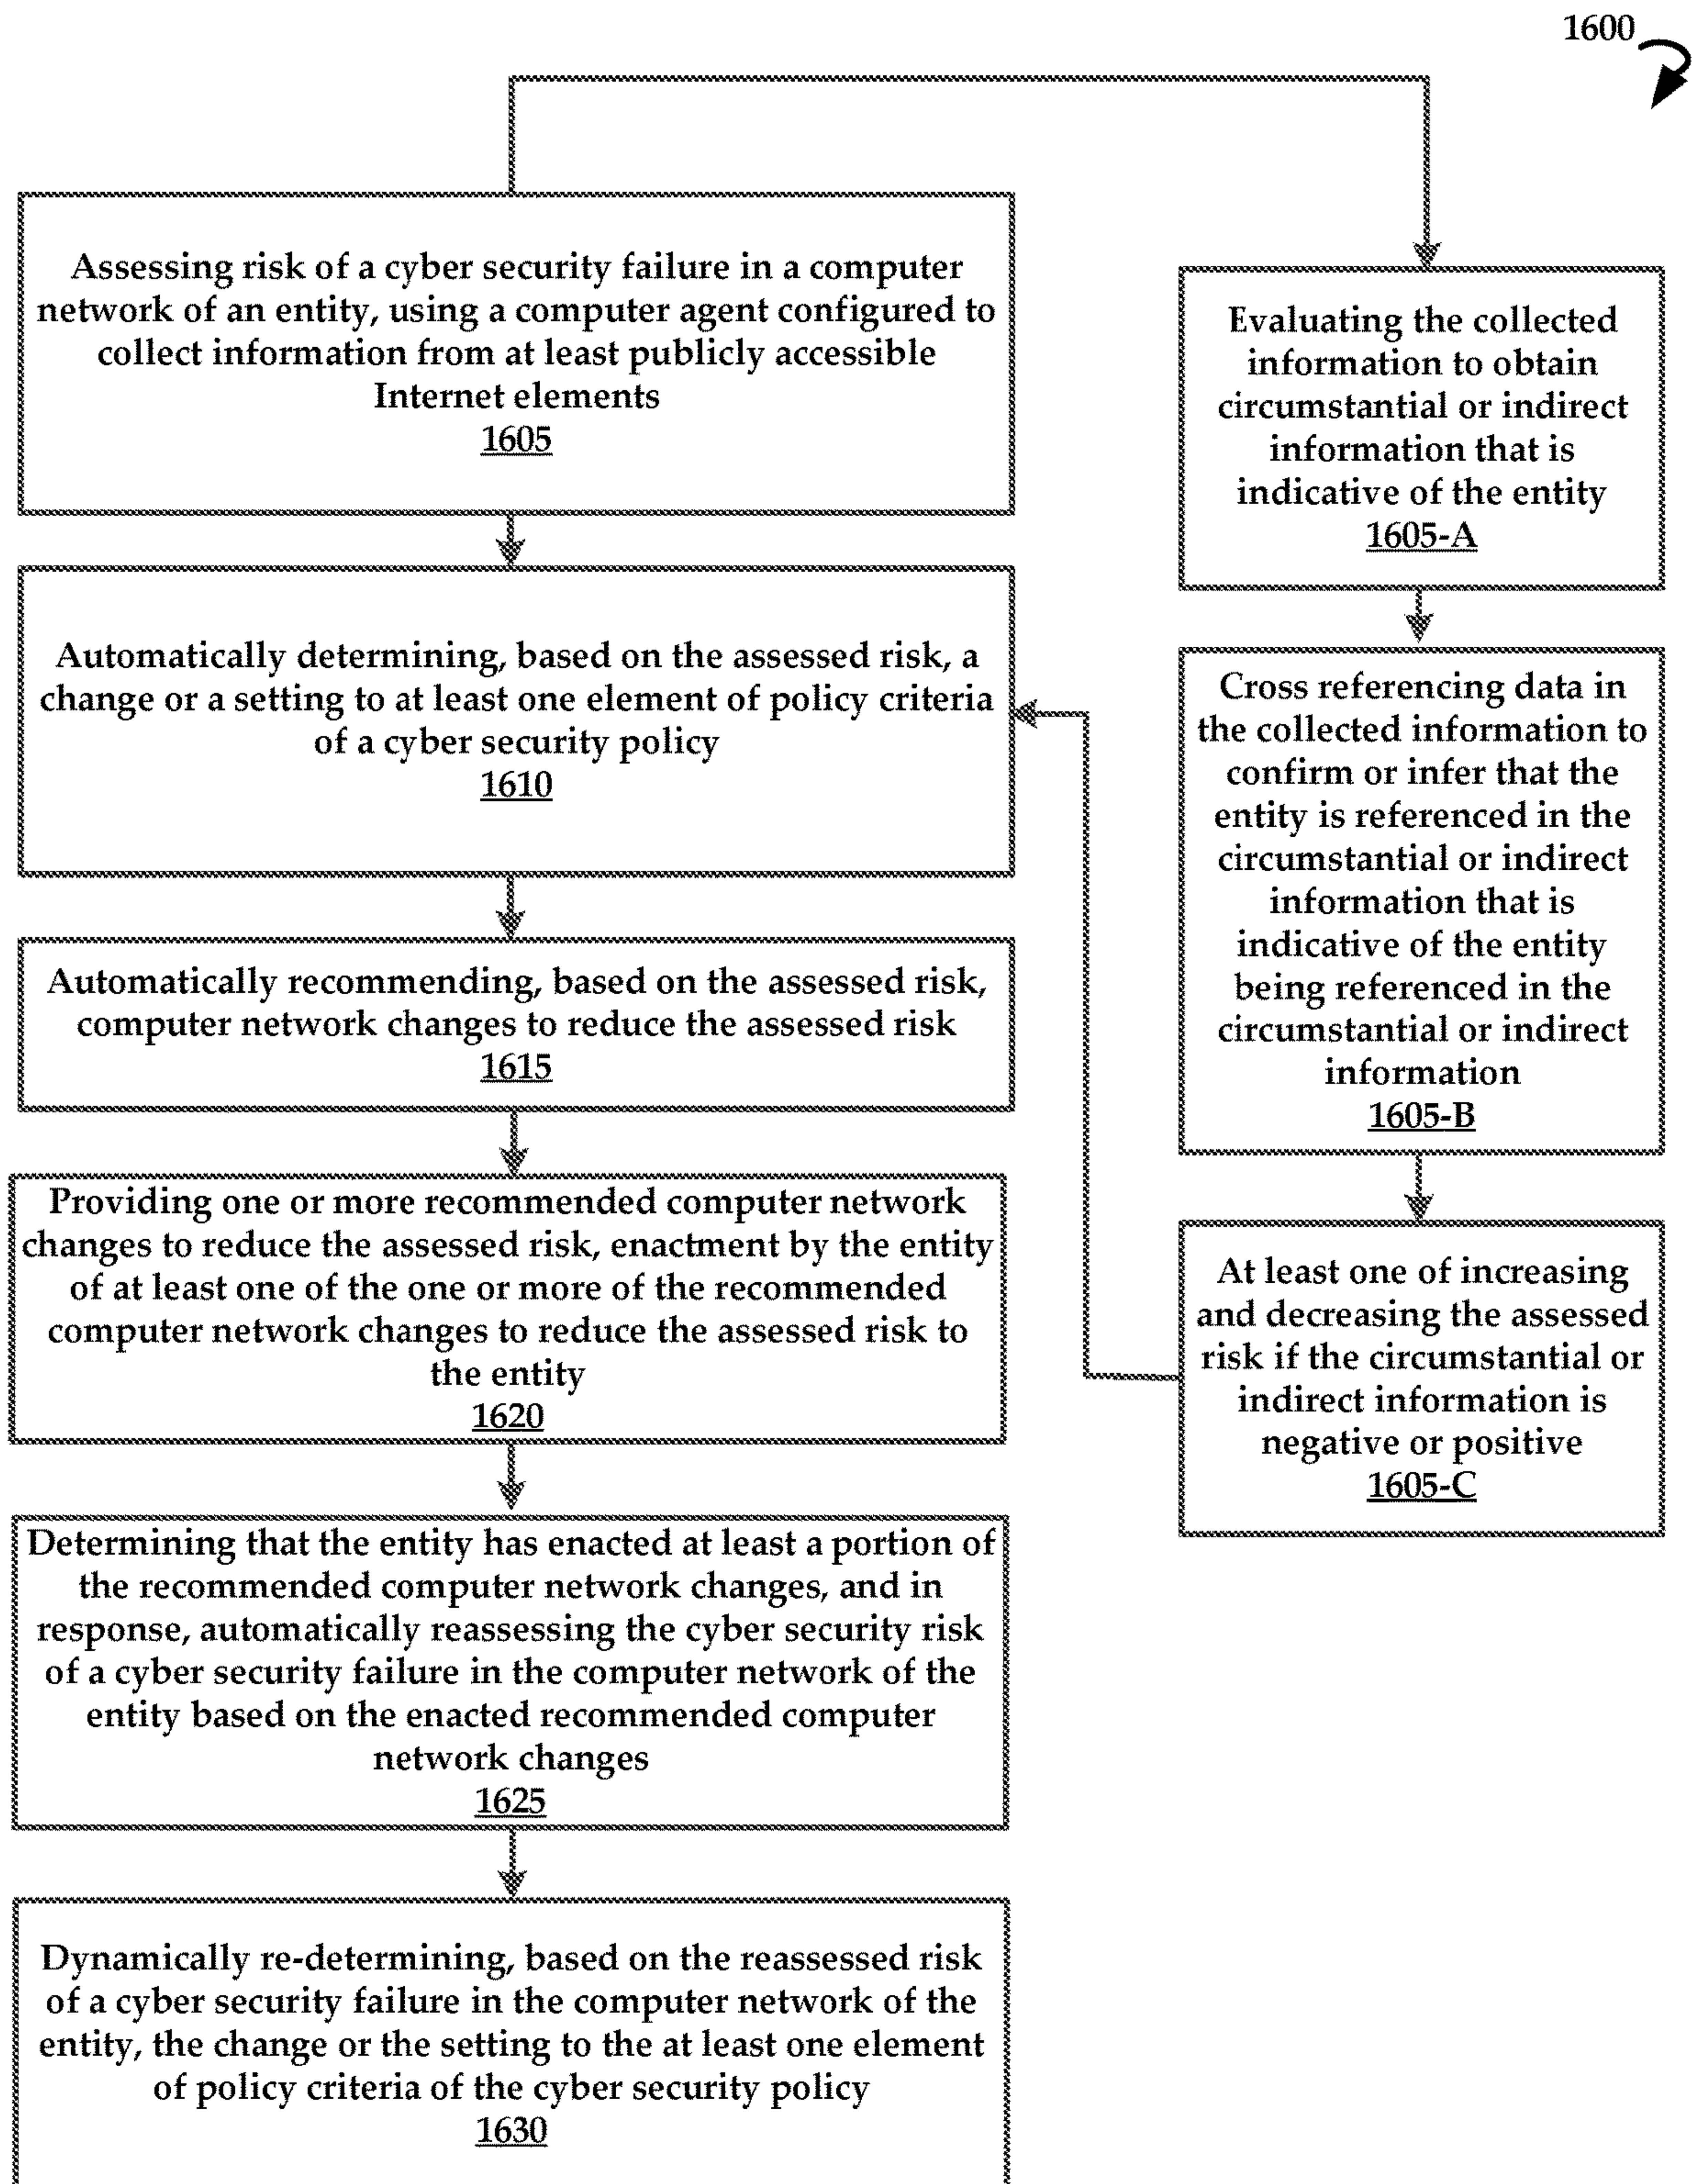 1600
Assessing risk of a cyber security failure in a computer
network of an entity, using a computer agent configured to
collect information from at least publicly accessible
Internet elements
1605
Automatically determining, based on the assessed risk, a
change or a setting to at least one element of policy criteria
of a cyber security policy
1610
Automatically recommending, based on the assessed risk,
computer network changes to reduce the assessed risk
1615
Providing one or more recommended computer network
changes to reduce the assessed risk, enactment by the entity
of at least one of the one or more of the recommended
computer network changes to reduce the assessed risk to
the entity
1620
Determining that the entity has enacted at least a portion of
the recommended computer network changes, and in
response, automatically reassessing the cyber security risk
of a cyber security failure in the computer network of the
entity based on the enacted recommended computer
network changes
1625
Dynamically re-determining, based on the reassessed risk
of a cyber security failure in the computer network of the
entity, the change or the setting to the at least one element
of policy criteria of the cyber security policy
1630
Evaluating the collected
information to obtain
circumstantial or indirect
information that is
indicative of the entity
1605-A
Cross referencing data in
the collected information to
confirm or infer that the
entity is referenced in the
circumstantial or indirect
information that is
indicative of the entity
being referenced in the
circumstantial or indirect
information
1605-B
At least one of increasing
and decreasing the assessed
risk if the circumstantial or
indirect information is
negative or positive
1605-C